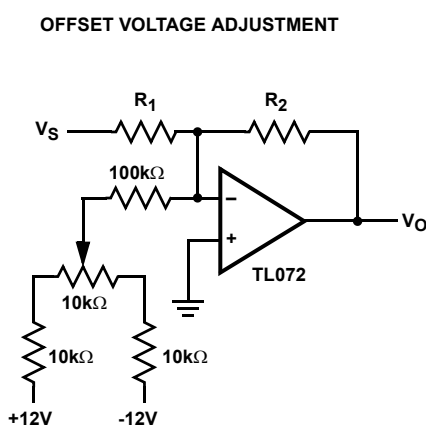 OFFSET VOLTAGE ADJUSTMENT
R1
R2
VS
100kΩ
−
+
VO
TL072
10kΩ
10kΩ
10kΩ
+12V
-12V